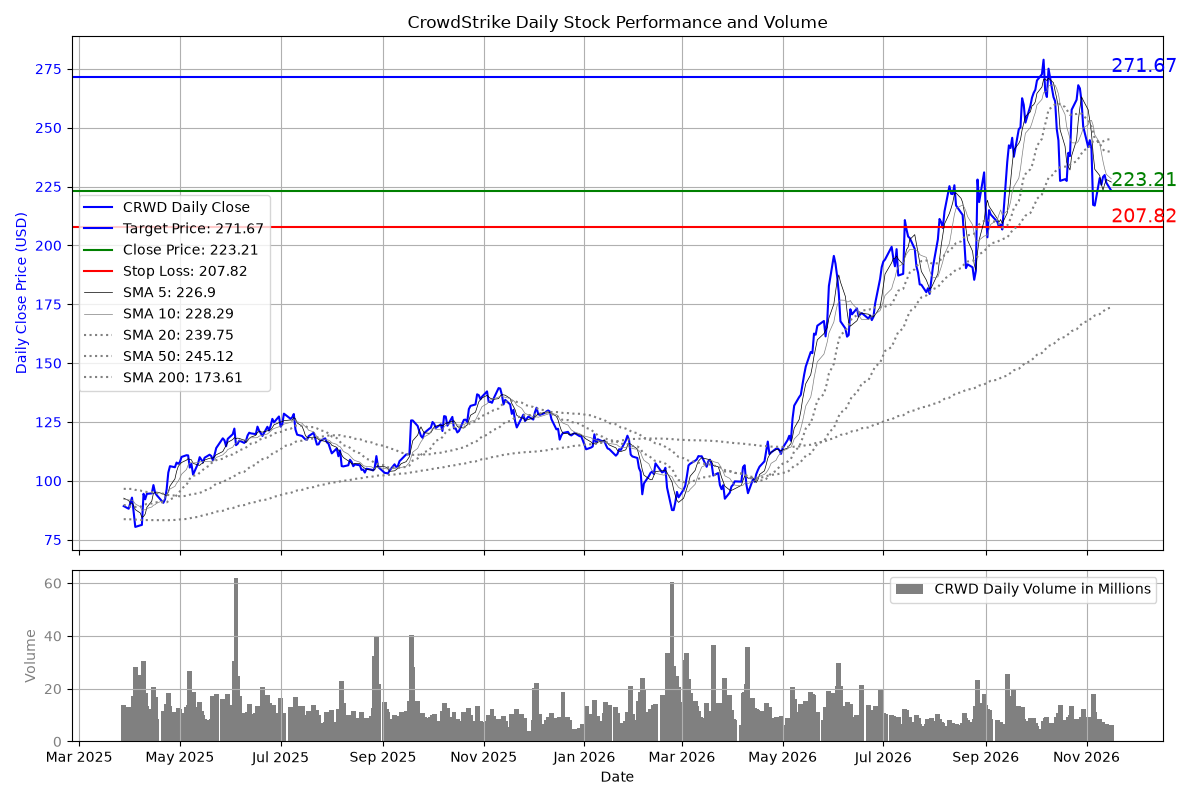 CrowdStrike Daily Stock Performance and Volume
Daily Close Price (USD)
275
250
225
200
175
150
125
100
75
271.67
223.21
207.82
CRWD Daily Close
Target Price: 271.67
Close Price: 223.21
Stop Loss: 207.82
SMA 5: 226.9
SMA 10: 228.29
SMA 20: 239.75
SMA 50: 245.12
SMA 200: 173.61
Volume
60
40
20
0
CRWD Daily Volume in Millions
Mar 2025 May 2025 Jul 2025 Sep 2025 Nov 2025 Jan 2026 Mar 2026 May 2026 Jul 2026 Sep 2026 Nov 2026
Date